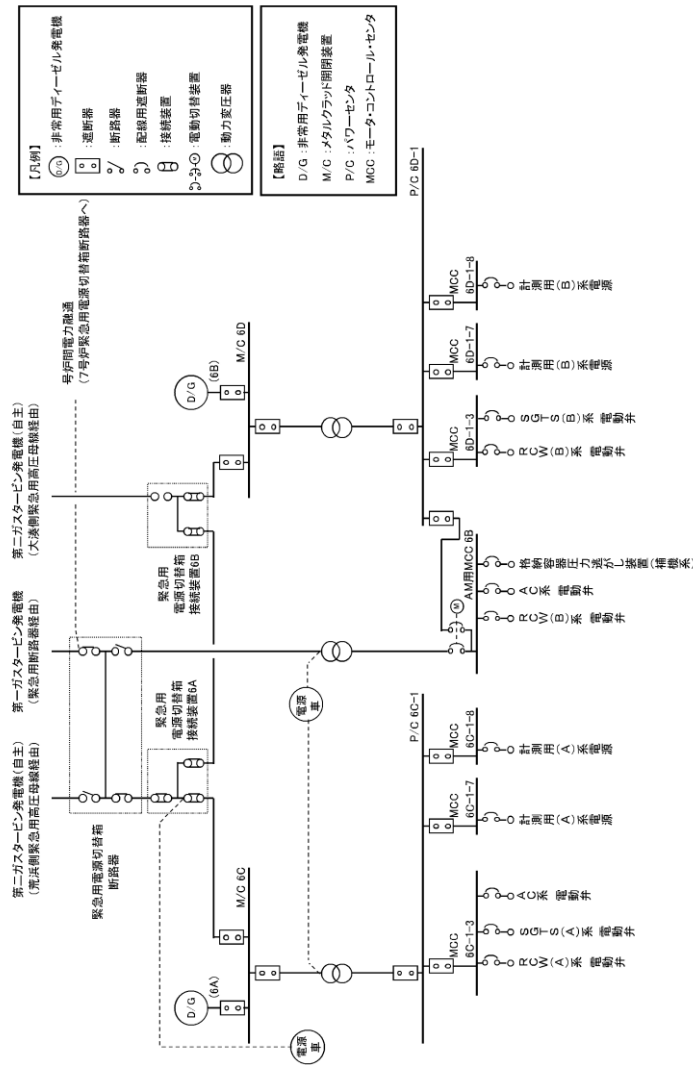 第二ガスタービン発電機(自主)
(荒浜側緊急用高圧母線経由)
第一ガスタービン発電機
(緊急用断路器経由)
第二ガスタービン発電機(自主)
(大湊側緊急用高圧母線経由)
号炉間電力融通
(7号炉緊急用電源切替箱断路器へ)
緊急用電源切替箱
断路器
緊急用
電源切替箱
接続装置6A
緊急用
電源切替箱
接続装置6B
D/G
(6A)
M/C 6C
D/G
(6B)
M/C 6D
電源
車
電源
車
P/C 6C-1
P/C 6D-1
MCC
6C-1-3
MCC
6C-1-7
MCC
6C-1-8
AM用MCC 6B
M
MCC
6D-1-3
MCC
6D-1-7
MCC
6D-1-8
RCW(A)系 電動弁
SGTS(A)系 電動弁
AC系 電動弁
計測用(A)系電源
計測用(A)系電源
RCW(B)系 電動弁
AC系 電動弁
格納容器圧力逃がし装置(補機系)
RCW(B)系 電動弁
SGTS(B)系 電動弁
計測用(B)系電源
計測用(B)系電源
【凡例】
D/G :非常用ディーゼル発電機
:遮断器
:断路器
:配線用遮断器
:接続装置
M :電動切替装置
:動力変圧器
【略語】
D/G :非常用ディーゼル発電機
M/C :メタルクラッド開閉装置
P/C :パワーセンタ
MCC :モータ・コントロール・センタ